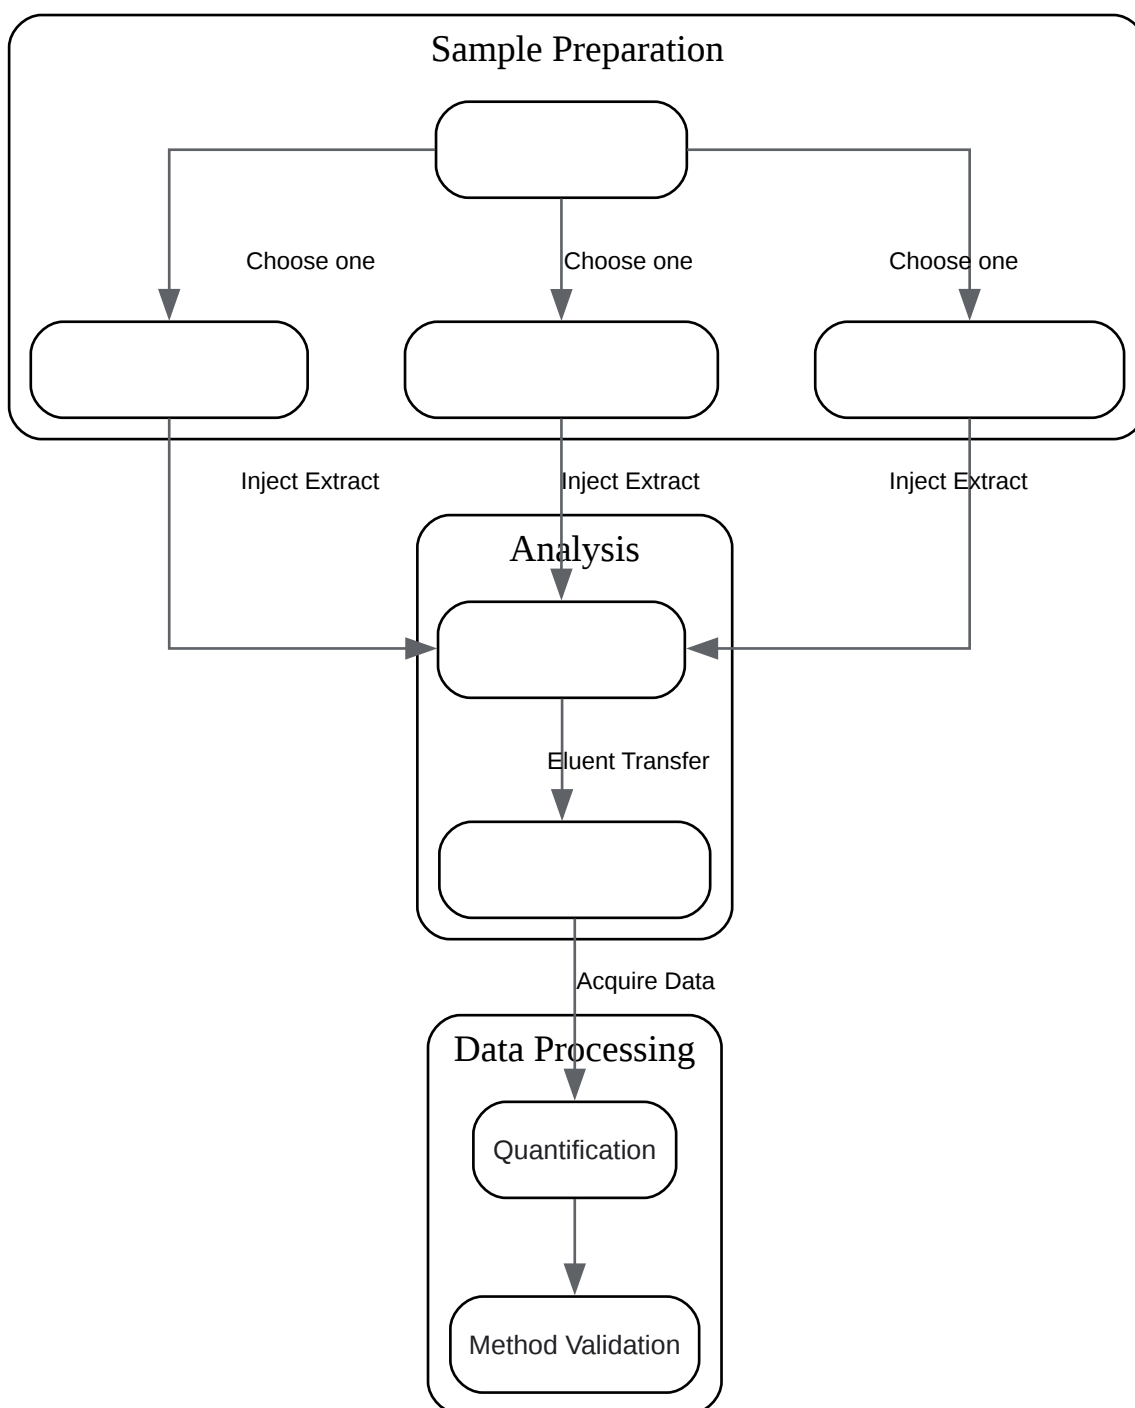 Sample Preparation
Choose one
Choose one
Choose one
Inject Extract
Inject Extract
Inject Extract
Analysis
Eluent Transfer
Acquire Data
Data Processing
Quantification
Method Validation